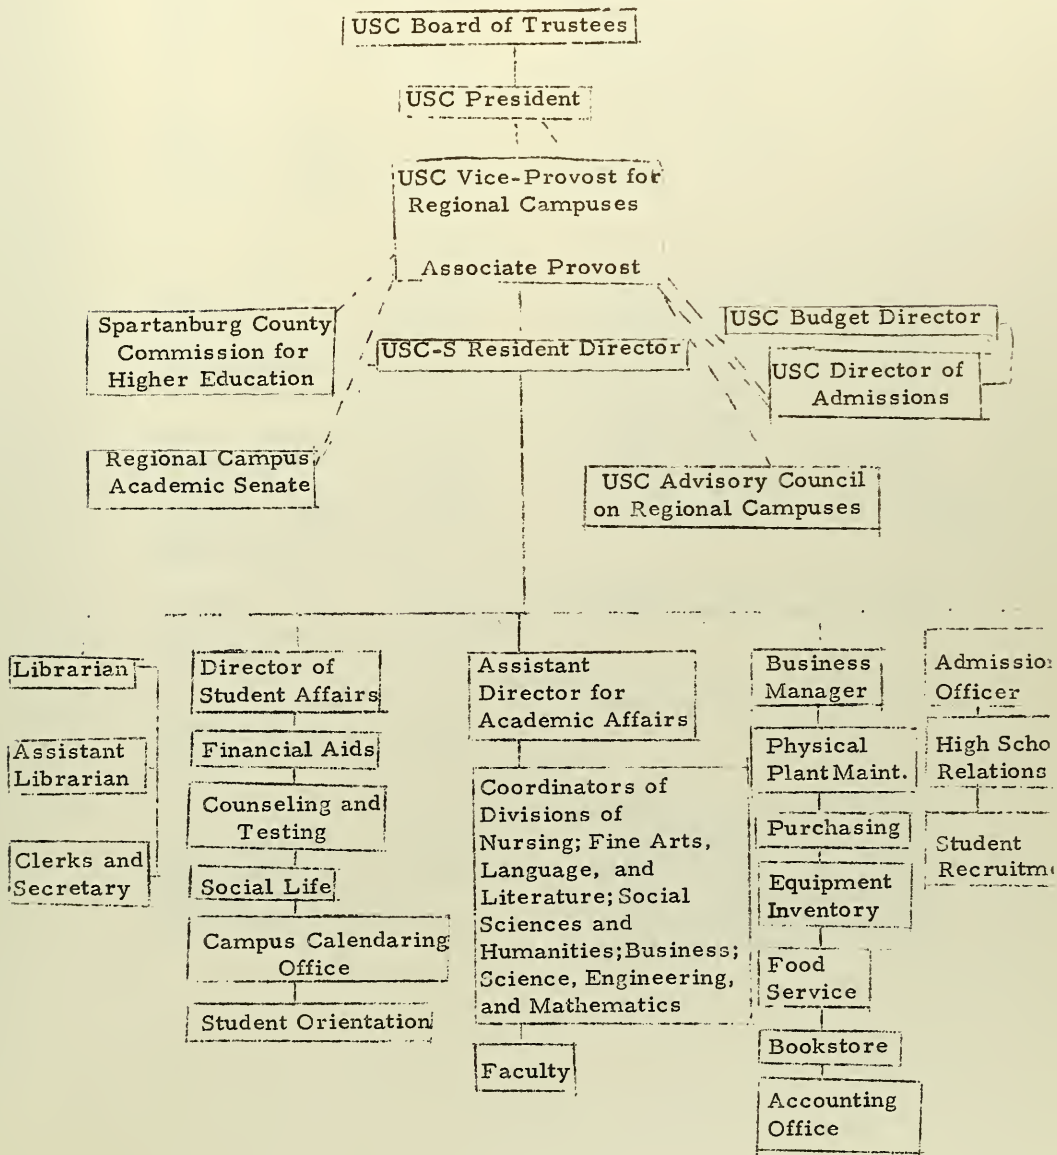 USC Board of Trustees
USC President
USC Vice-Provost for
Regional Campuses
Associate Provost
Spartanburg County
Commission for
Higher Education
USC-S Resident Director
USC Budget Director
USC Director of
Admissions
Regional Campus
Academic Senate
USC Advisory Council
on Regional Campuses
Librarian
Assistant
Librarian
Clerks and
Secretary
Director of
Student Affairs
Financial Aids
Counseling and
Testing
Social Life
Campus Calendaring
Office
Student Orientation
Assistant
Director for
Academic Affairs
Coordinators of
Divisions of
Nursing; Fine Arts,
Language, and
Literature; Social
Sciences and
Humanities; Business;
Science, Engineering,
and Mathematics
Faculty
Business
Manager
Physical
Plant Maint.
Purchasing
Equipment
Inventory
Food
Service
Bookstore
Accounting
Office
Officer
High
Relations
Student